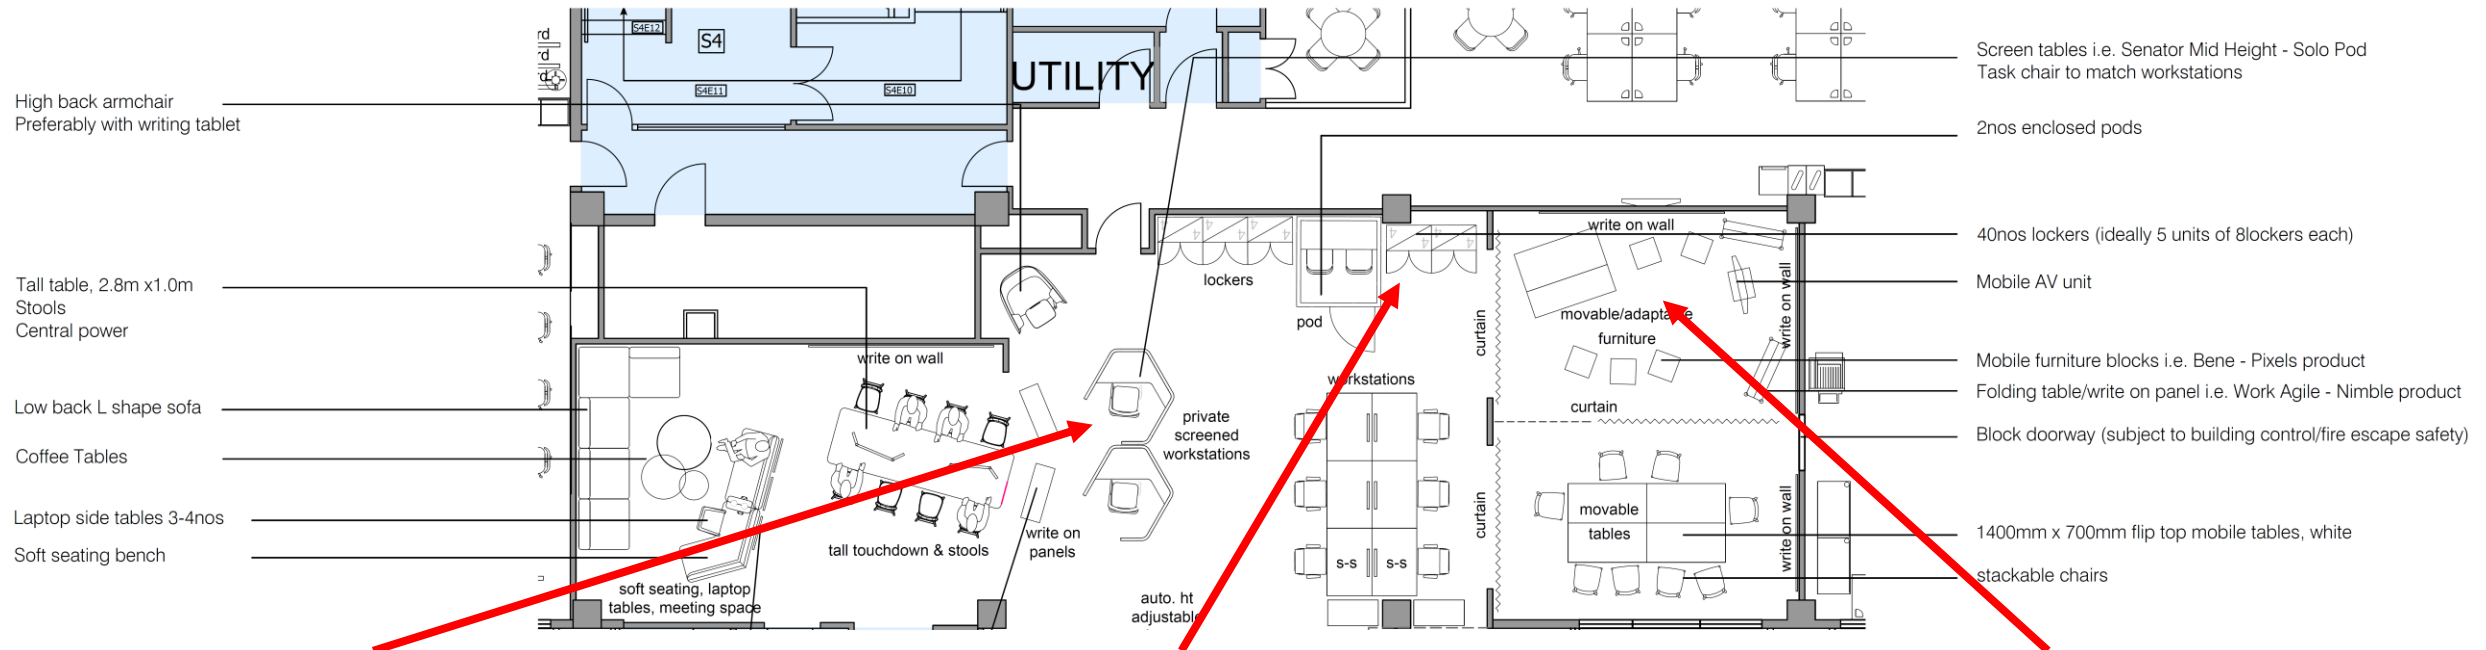 High back armchair
Preferably with writing tablet
Tall table, 2.8m x1.0m
Stools
Central power
Low back L shape sofa
Coffee Tables
Laptop side tables 3-4nos
Soft seating bench
S4E12
S4
S4E11
S4E10
UTILITY
rd
rd
rd
write on wall
lockers
pod
write on wall
write on wall
movable/adaptable
furniture
curtain
curtain
workstations
private
screened
workstations
tall touchdown & stools
write on
panels
soft seating, laptop
tables, meeting space
auto. ht
adjustable
s-s
s-s
curtain
movable
tables
write on wall
Screen tables i.e. Senator Mid Height - Solo Pod
Task chair to match workstations
2nos enclosed pods
40nos lockers (ideally 5 units of 8lockers each)
Mobile AV unit
Mobile furniture blocks i.e. Bene - Pixels product
Folding table/write on panel i.e. Work Agile - Nimble product
Block doorway (subject to building control/fire escape safety)
1400mm x 700mm flip top mobile tables, white
stackable chairs